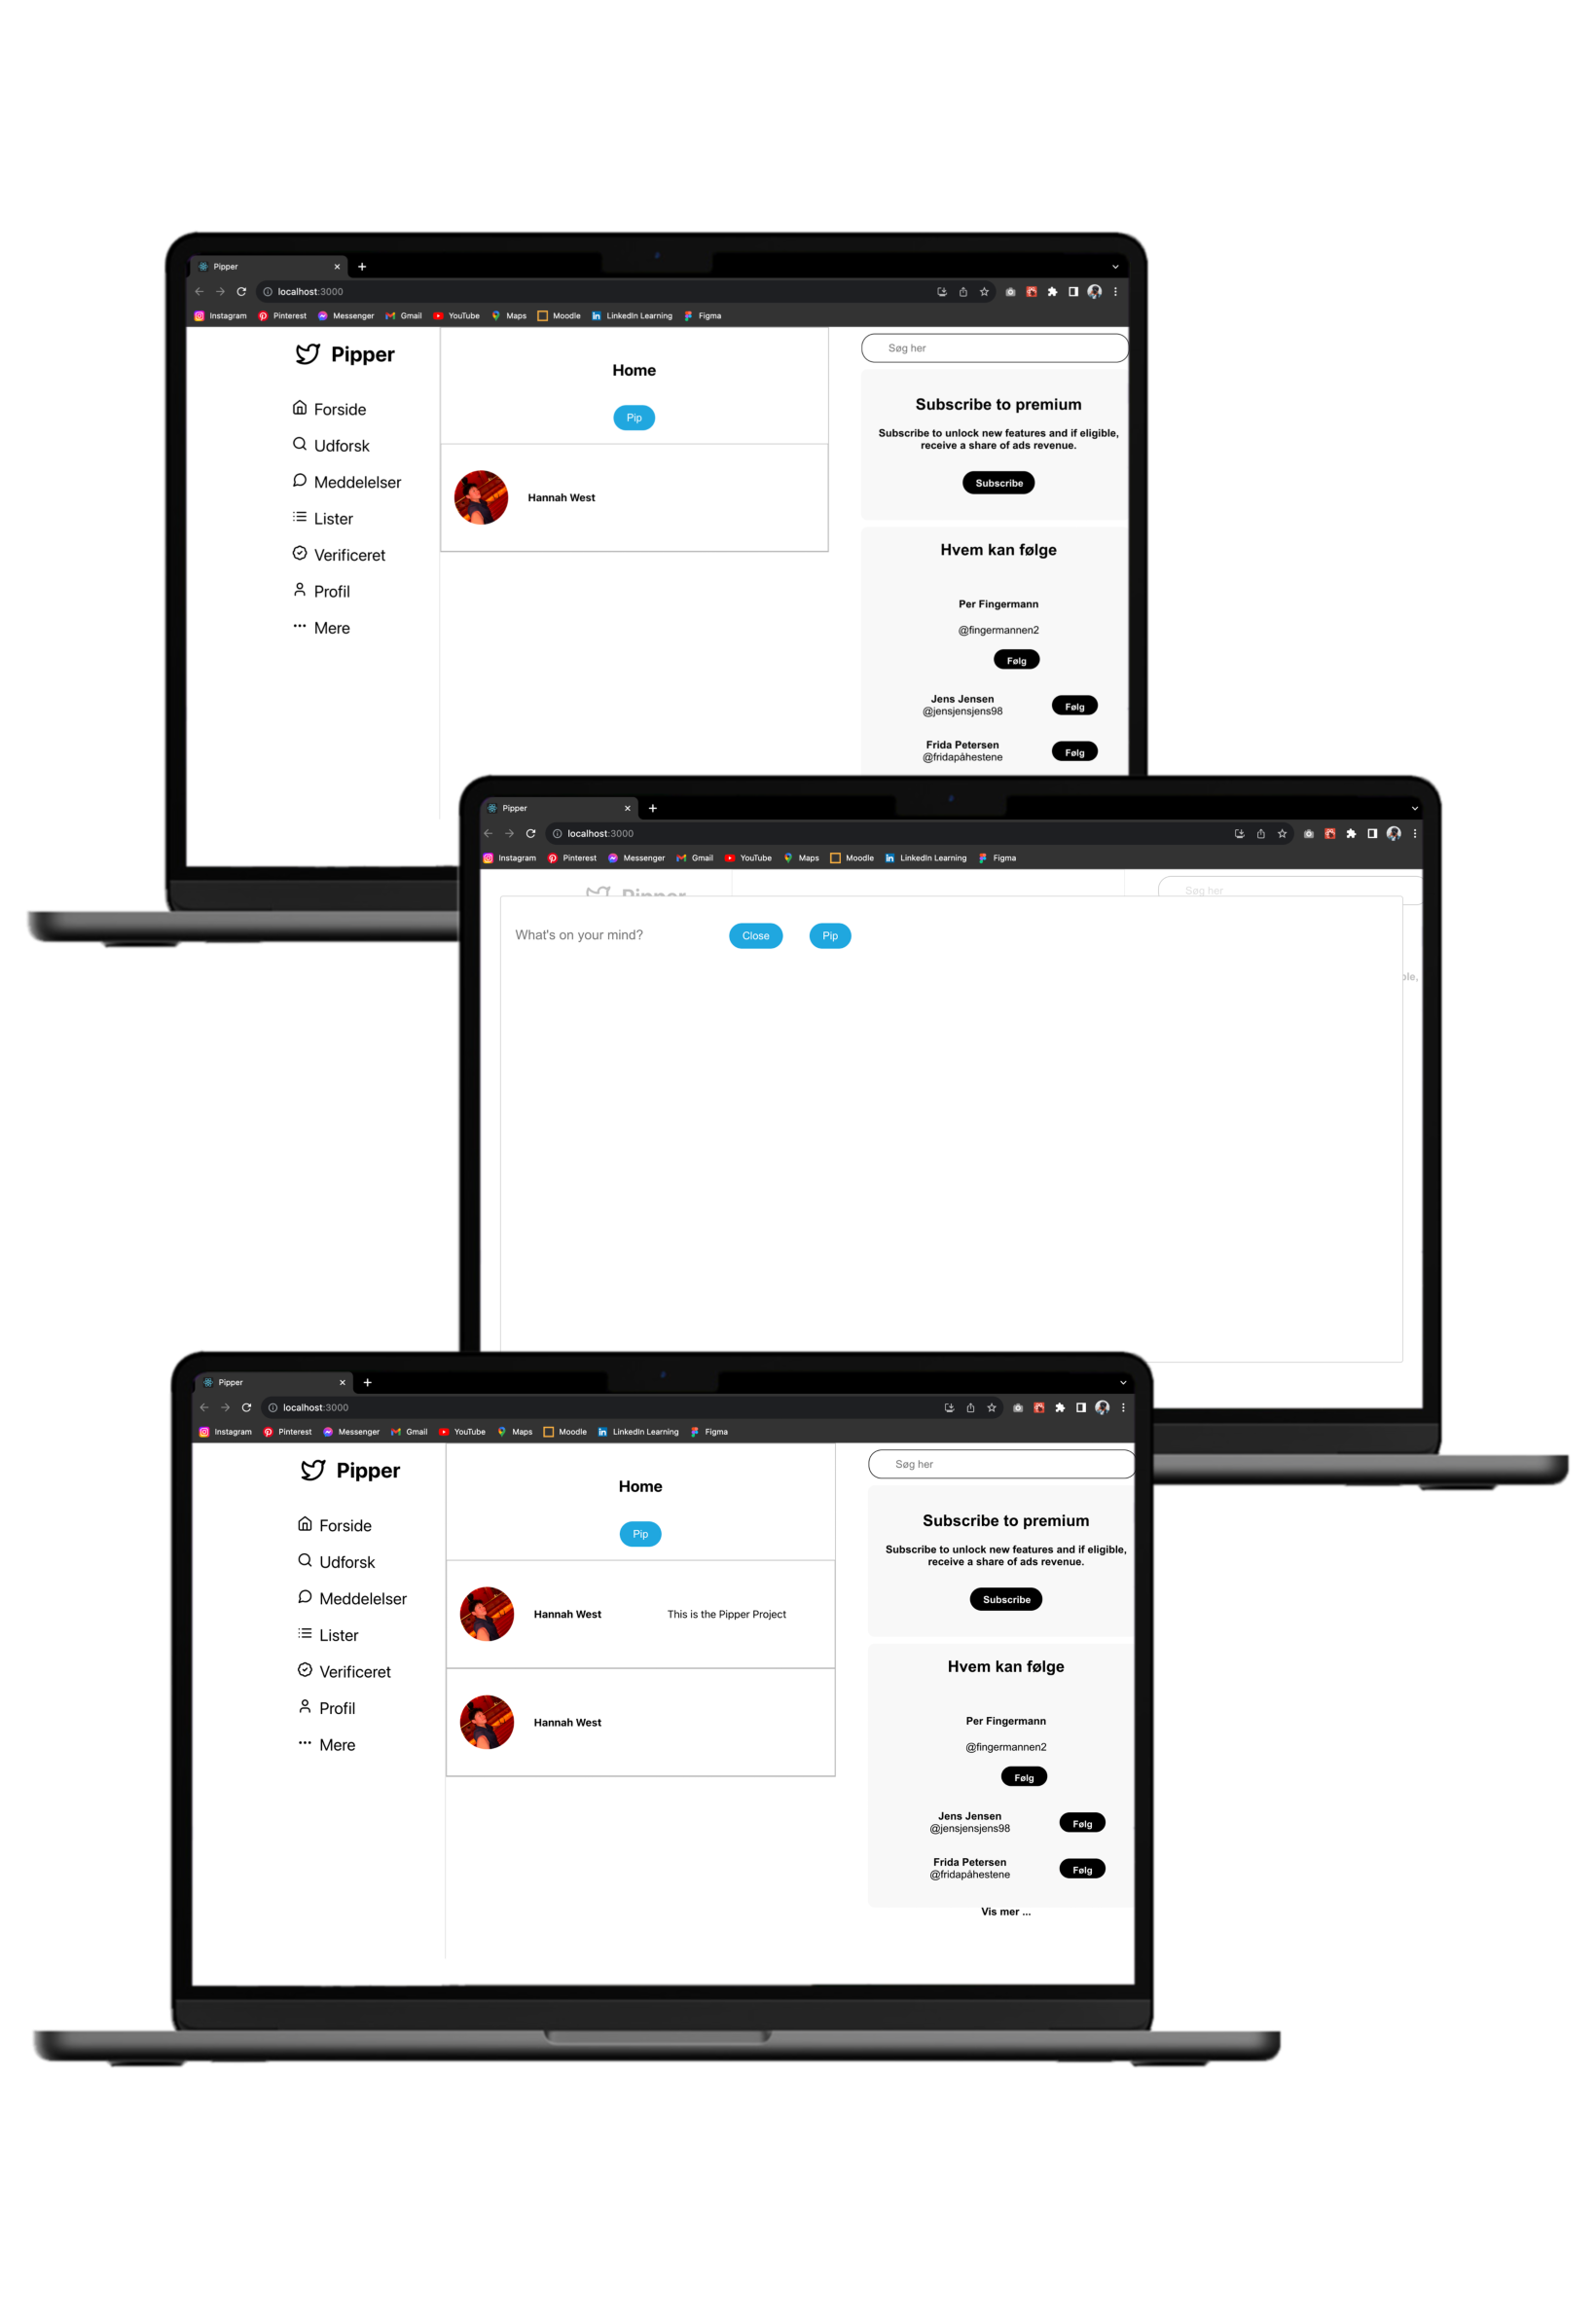 Pipper
localhost:3000
Instagram Pinterest Messenger Gmail YouTube Maps Moodle LinkedIn Learning Figma
Pipper
Forside
Udforsk
Meddelelser
Lister
Verificeret
Profil
Mere
Home
Pip
Hannah West
Søg her
Subscribe to premium
Subscribe to unlock new features and if eligible,
receive a share of ads revenue.
Subscribe
Hvem kan følge
Per Fingermann
@fingermannen2
Følg
Jens Jensen
@jensjensjens98
Følg
Frida Petersen
@fridapåhestene
Følg
Pipper
localhost:3000
Instagram Pinterest Messenger Gmail YouTube Maps Moodle LinkedIn Learning Figma
Pipper
Søg her
What's on your mind?
Close
Pip
Pipper
localhost:3000
Instagram Pinterest Messenger Gmail YouTube Maps Moodle LinkedIn Learning Figma
Pipper
Forside
Udforsk
Meddelelser
Lister
Verificeret
Profil
Mere
Home
Pip
Hannah West This is the Pipper Project
Hannah West
Søg her
Subscribe to premium
Subscribe to unlock new features and if eligible,
receive a share of ads revenue.
Subscribe
Hvem kan følge
Per Fingermann
@fingermannen2
Følg
Jens Jensen
@jensjensjens98
Følg
Frida Petersen
@fridapåhestene
Følg
Vis mer ...